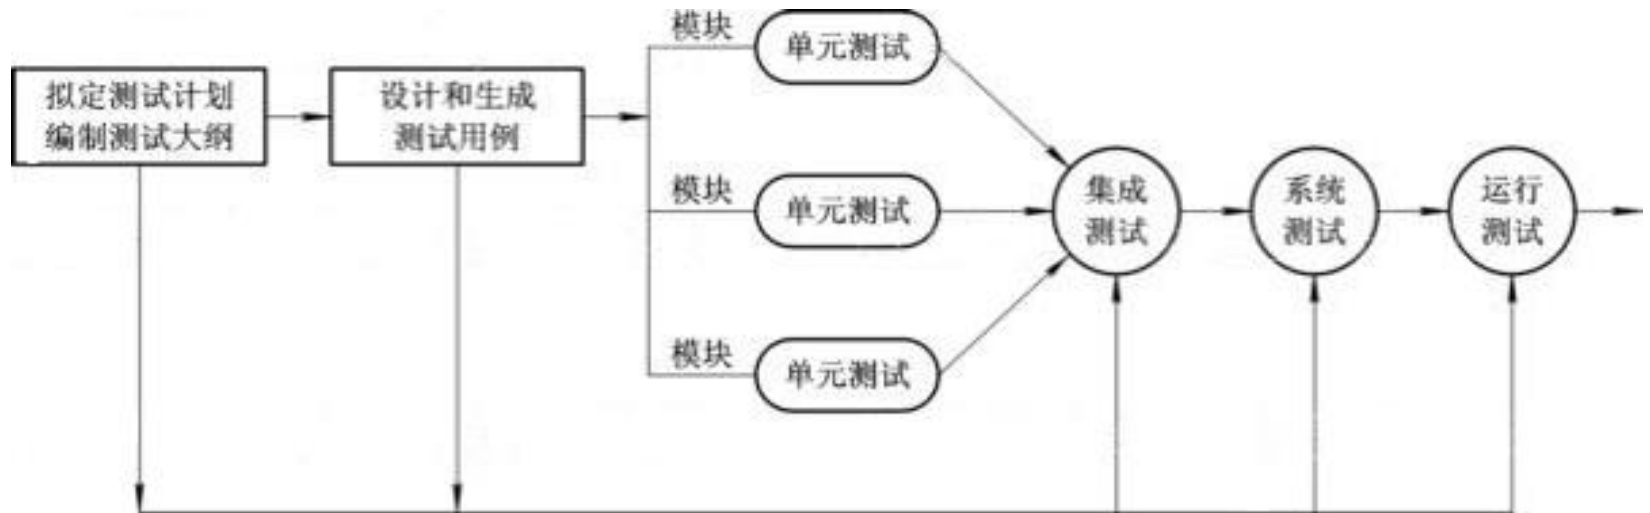 拟定测试计划
编制测试大纲
设计和生成
测试用例
模块
单元测试
模块
单元测试
模块
单元测试
集成
测试
系统
测试
运行
测试